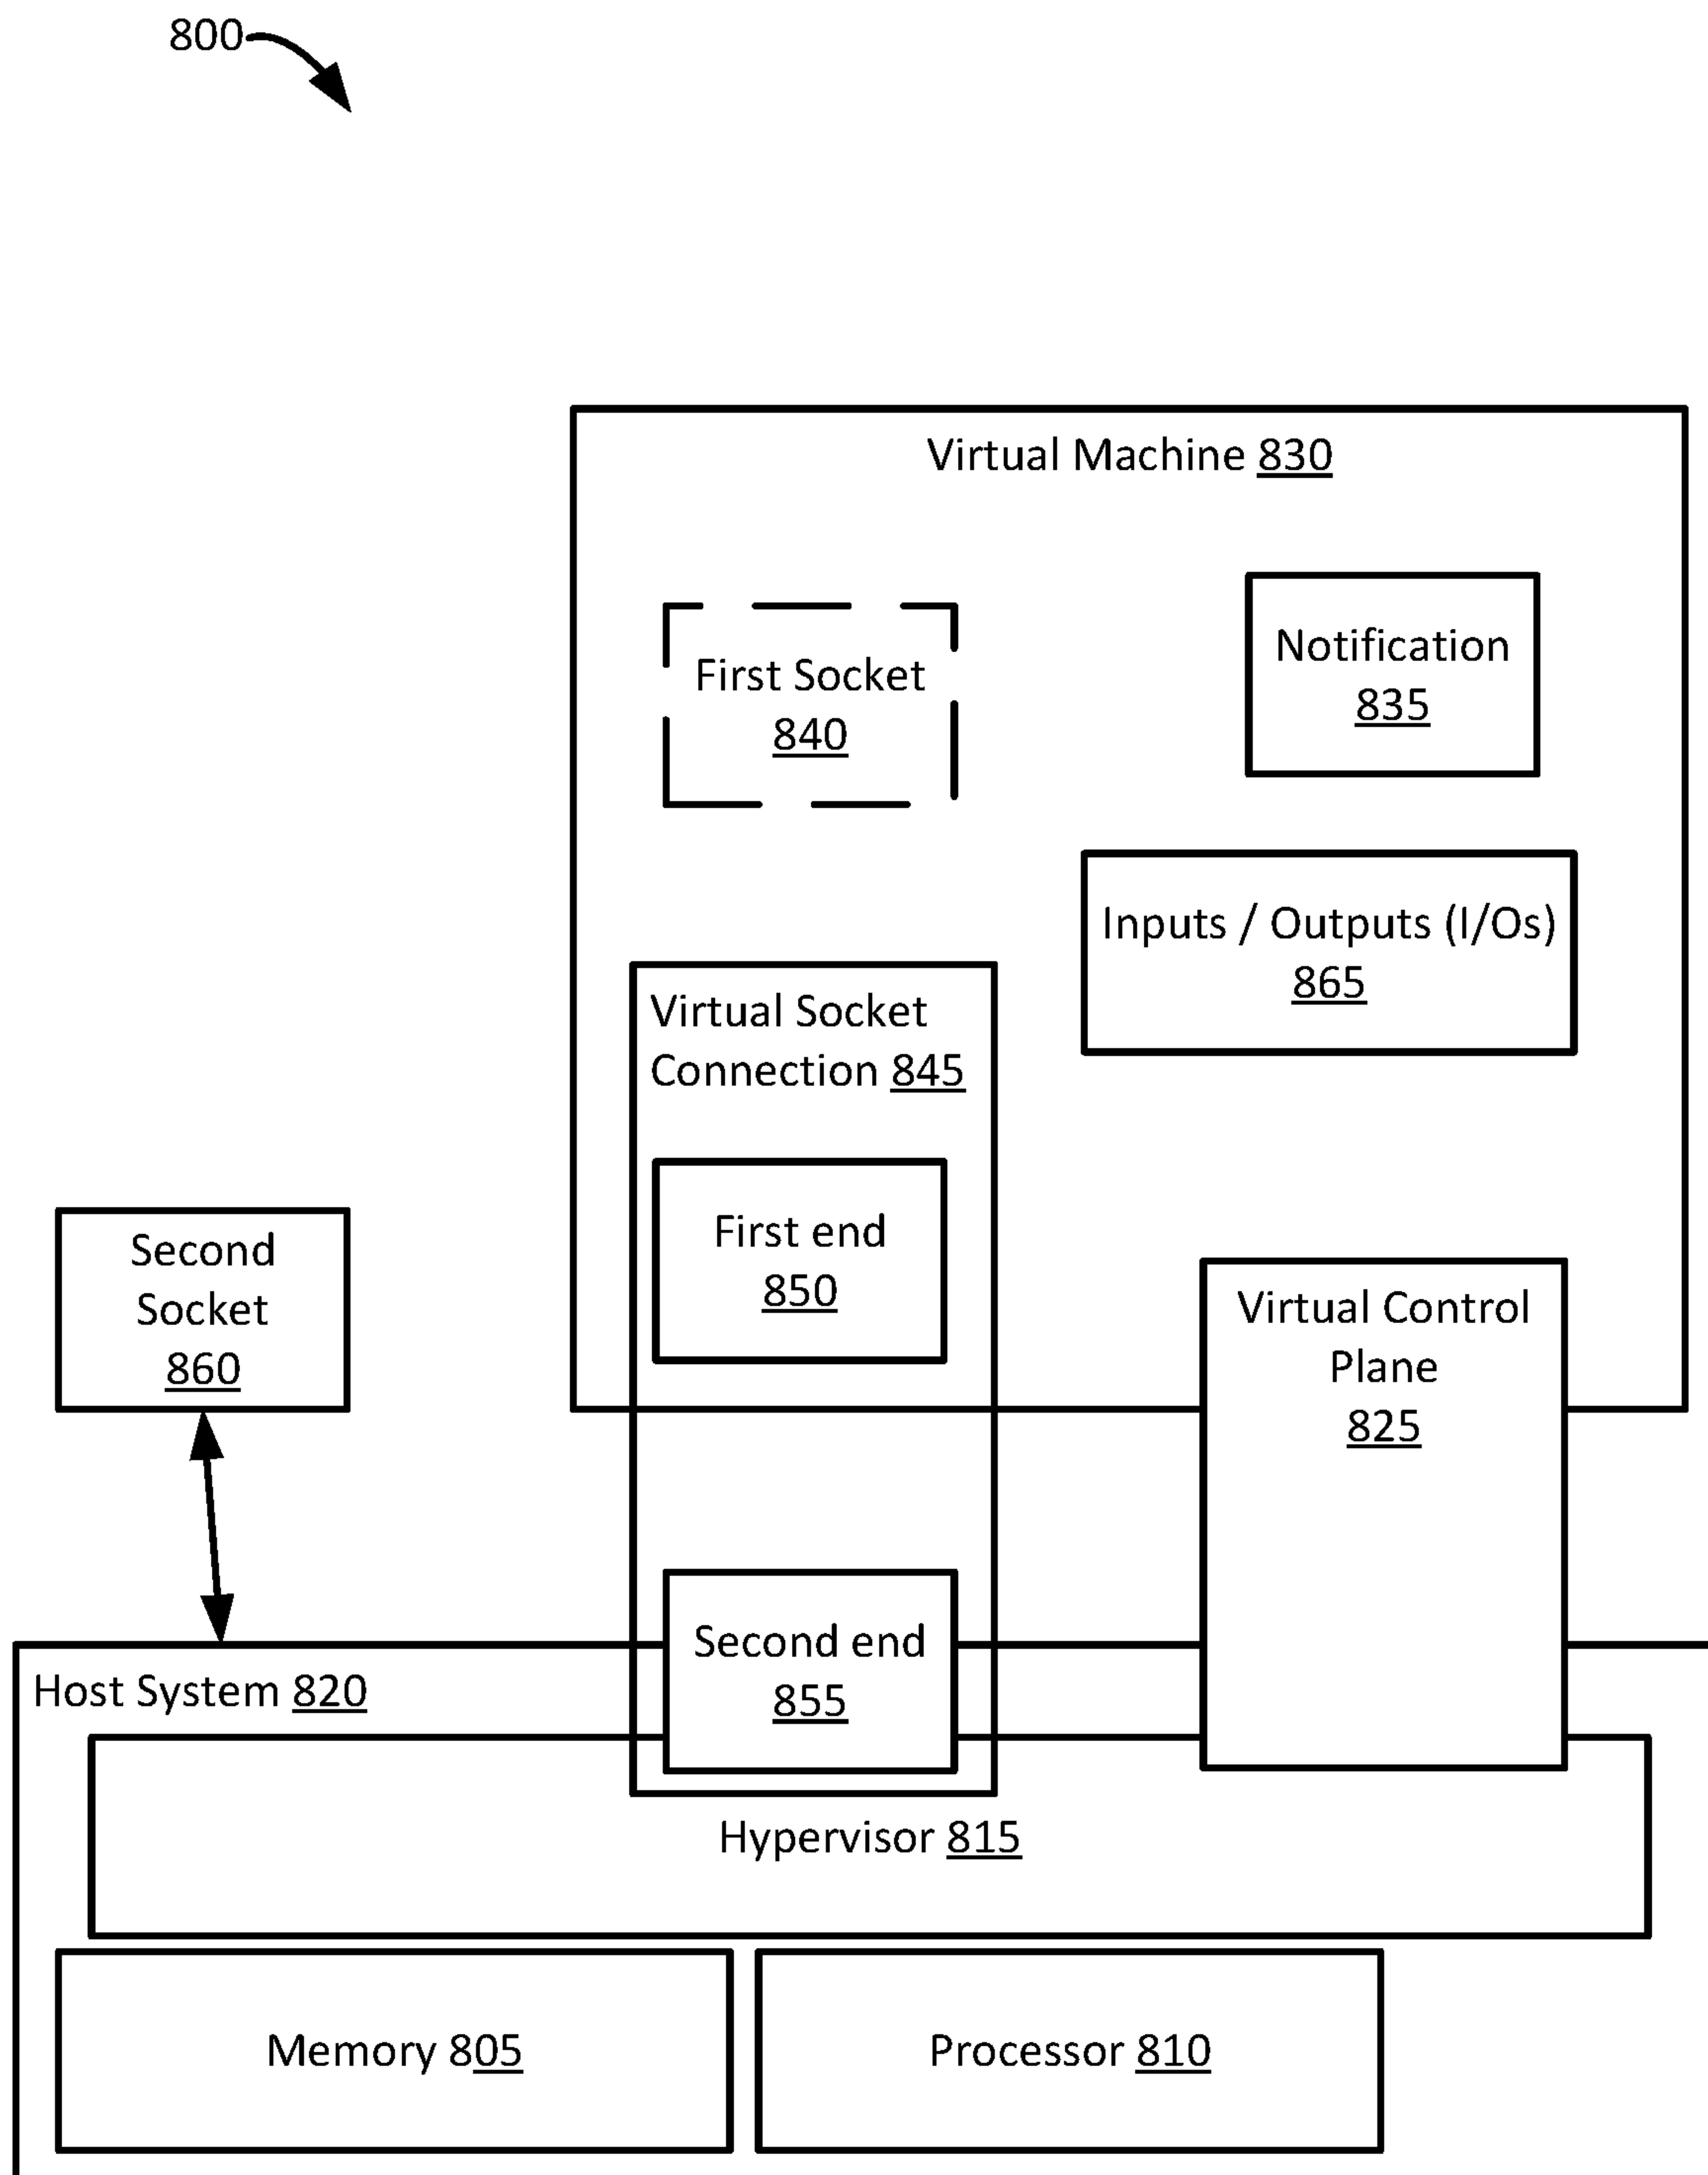 800
Virtual Machine 830
First Socket
840
Notification
835
Inputs / Outputs (I/Os)
865
Virtual Socket
Connection 845
First end
850
Second
Socket
860
Virtual Control
Plane
825
Second end
855
Host System 820
Hypervisor 815
Memory 805
Processor 810